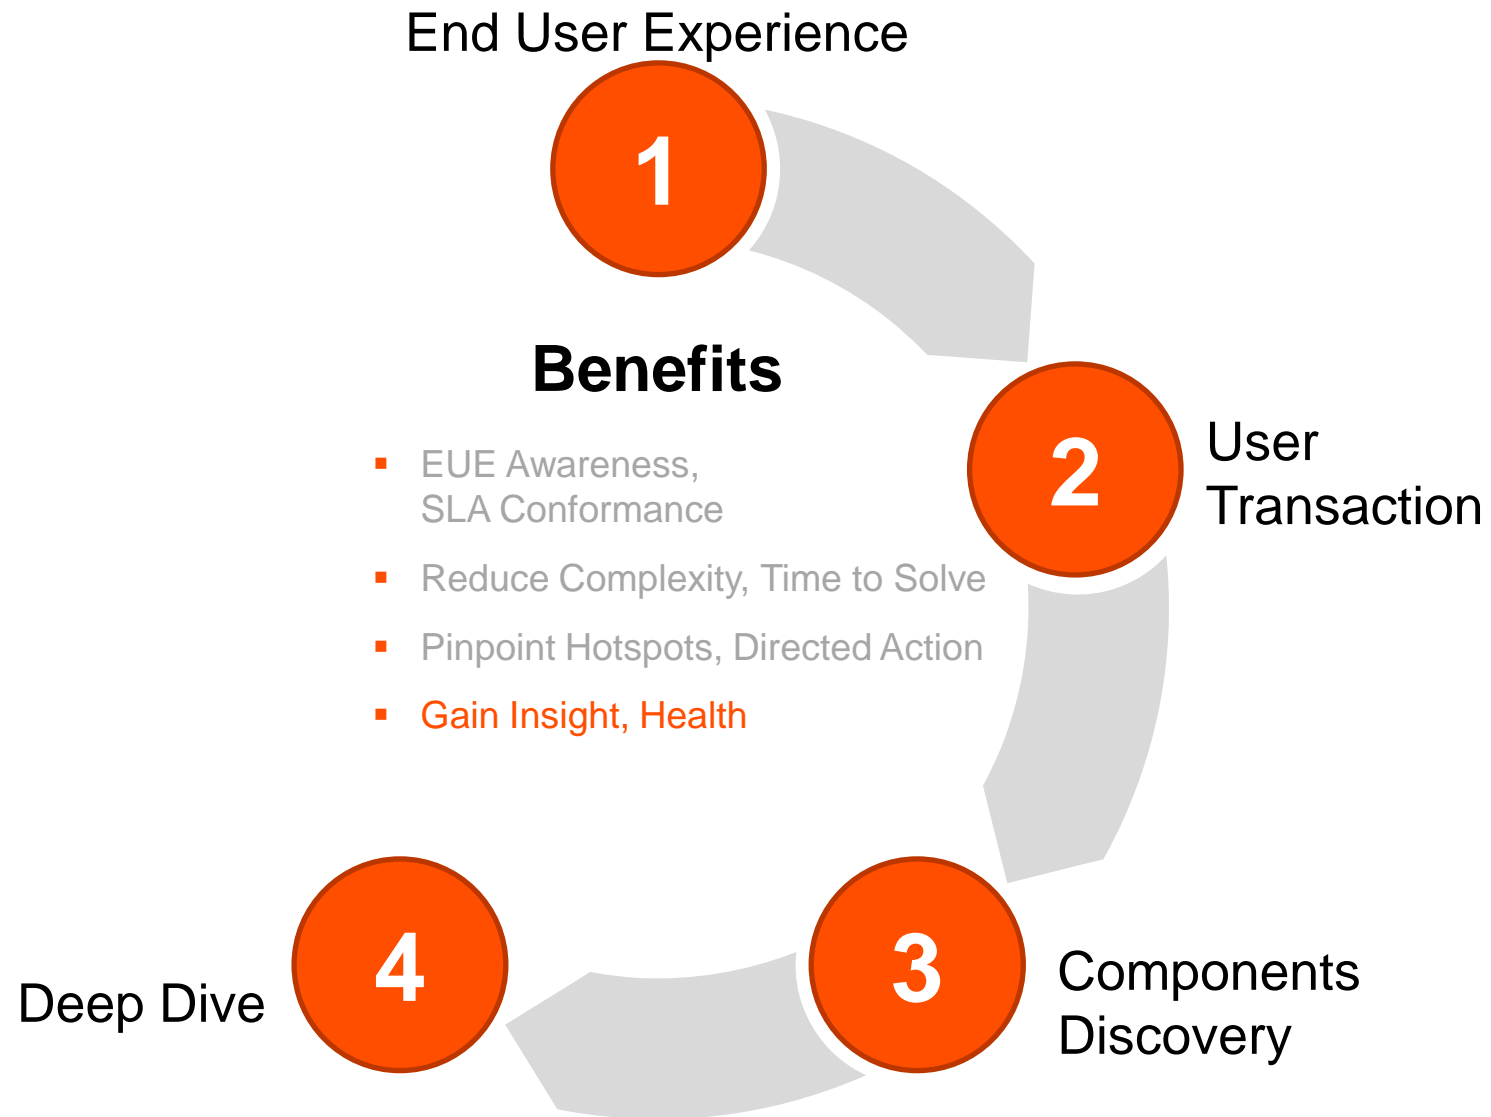 End User Experience
1
Benefits
2
User
Transaction
▪ EUE Awareness,
SLA Conformance
▪ Reduce Complexity, Time to Solve
▪ Pinpoint Hotspots, Directed Action
▪ Gain Insight, Health
4
Deep Dive
3
Components
Discovery